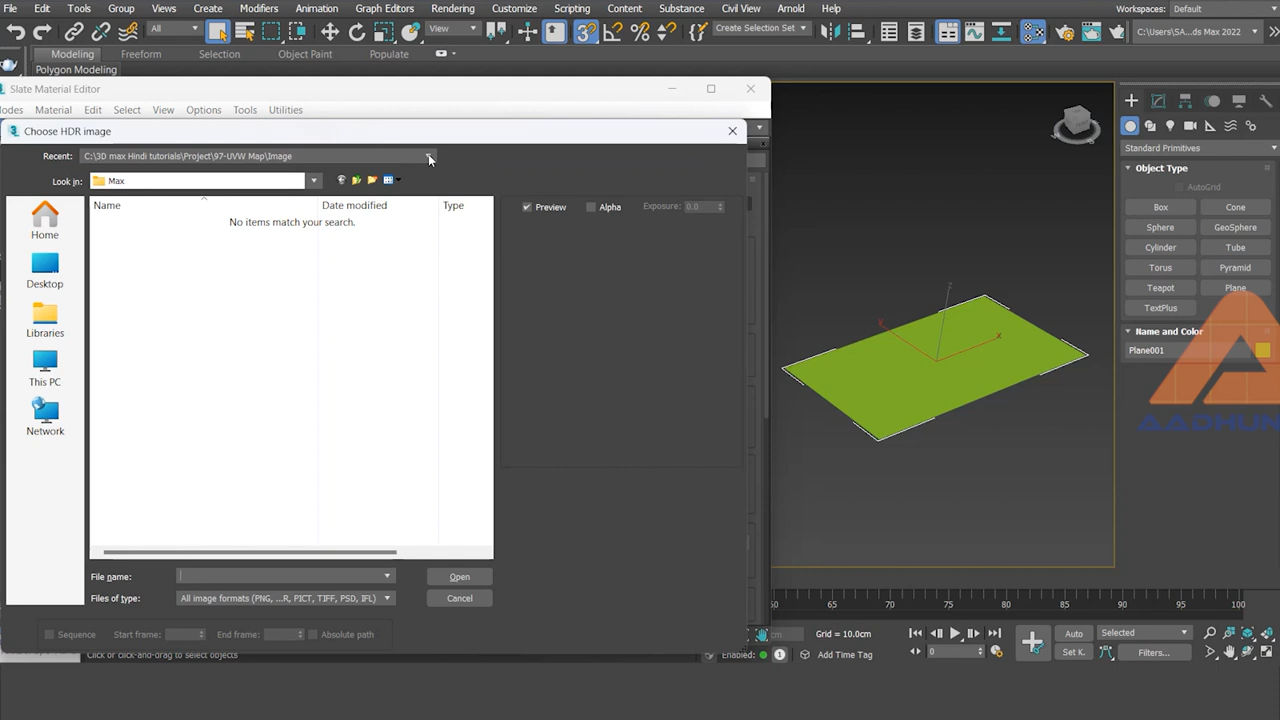 File Edit Tools Group Views Create Modifiers Animation Graph Editors Rendering Customize Scripting Content Civil View Substance Arnold Help
Workspaces: Default
All View Create Selection Set C:\Users\SA...ds Max 2022
Modeling Freeform Selection Object Paint Populate
Polygon Modeling
Slate Material Editor
Modes Material Edit Select View Options Tools Utilities
Choose HDR image
Recent: C:\3D max Hindi tutorials\Project\97-UVW Map\Image
Look in: Max
Name Date modified Type
No items match your search.
Preview Alpha Exposure: 0.0
Home
Desktop
Libraries
This PC
Network
File name: Open
Files of type: All image formats (PNG, ...R, PICT, TIFF, PSD, IFL) Cancel
Sequence Start frame: End frame: Absolute path
Click or click-and-drag to select objects
Enabled: Add Time Tag
Grid = 10.0cm
60 65 70 75 80 85 90 95 100
0 Auto Selected
Set K. Filters...
Standard Primitives
Object Type
AutoGrid
Box Cone
Sphere GeoSphere
Cylinder Tube
Torus Pyramid
Teapot Plane
TextPlus
Name and Color
Plane001
AAGHUN
z
y
x